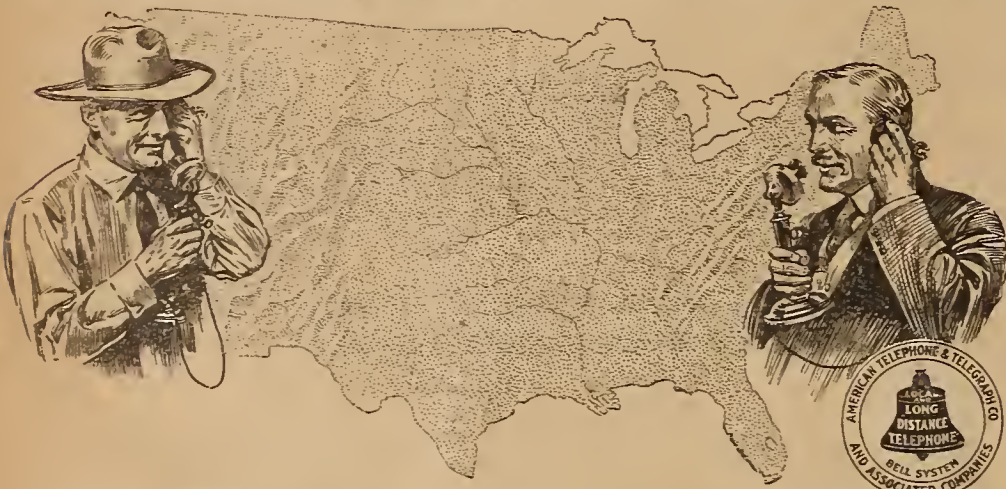 AMERICAN TELEPHONE & TELEGRAPH CO
LOCAL
AND
LONG
DISTANCE
TELEPHONE
BELL SYSTEM
AND ASSOCIATED COMPANIES